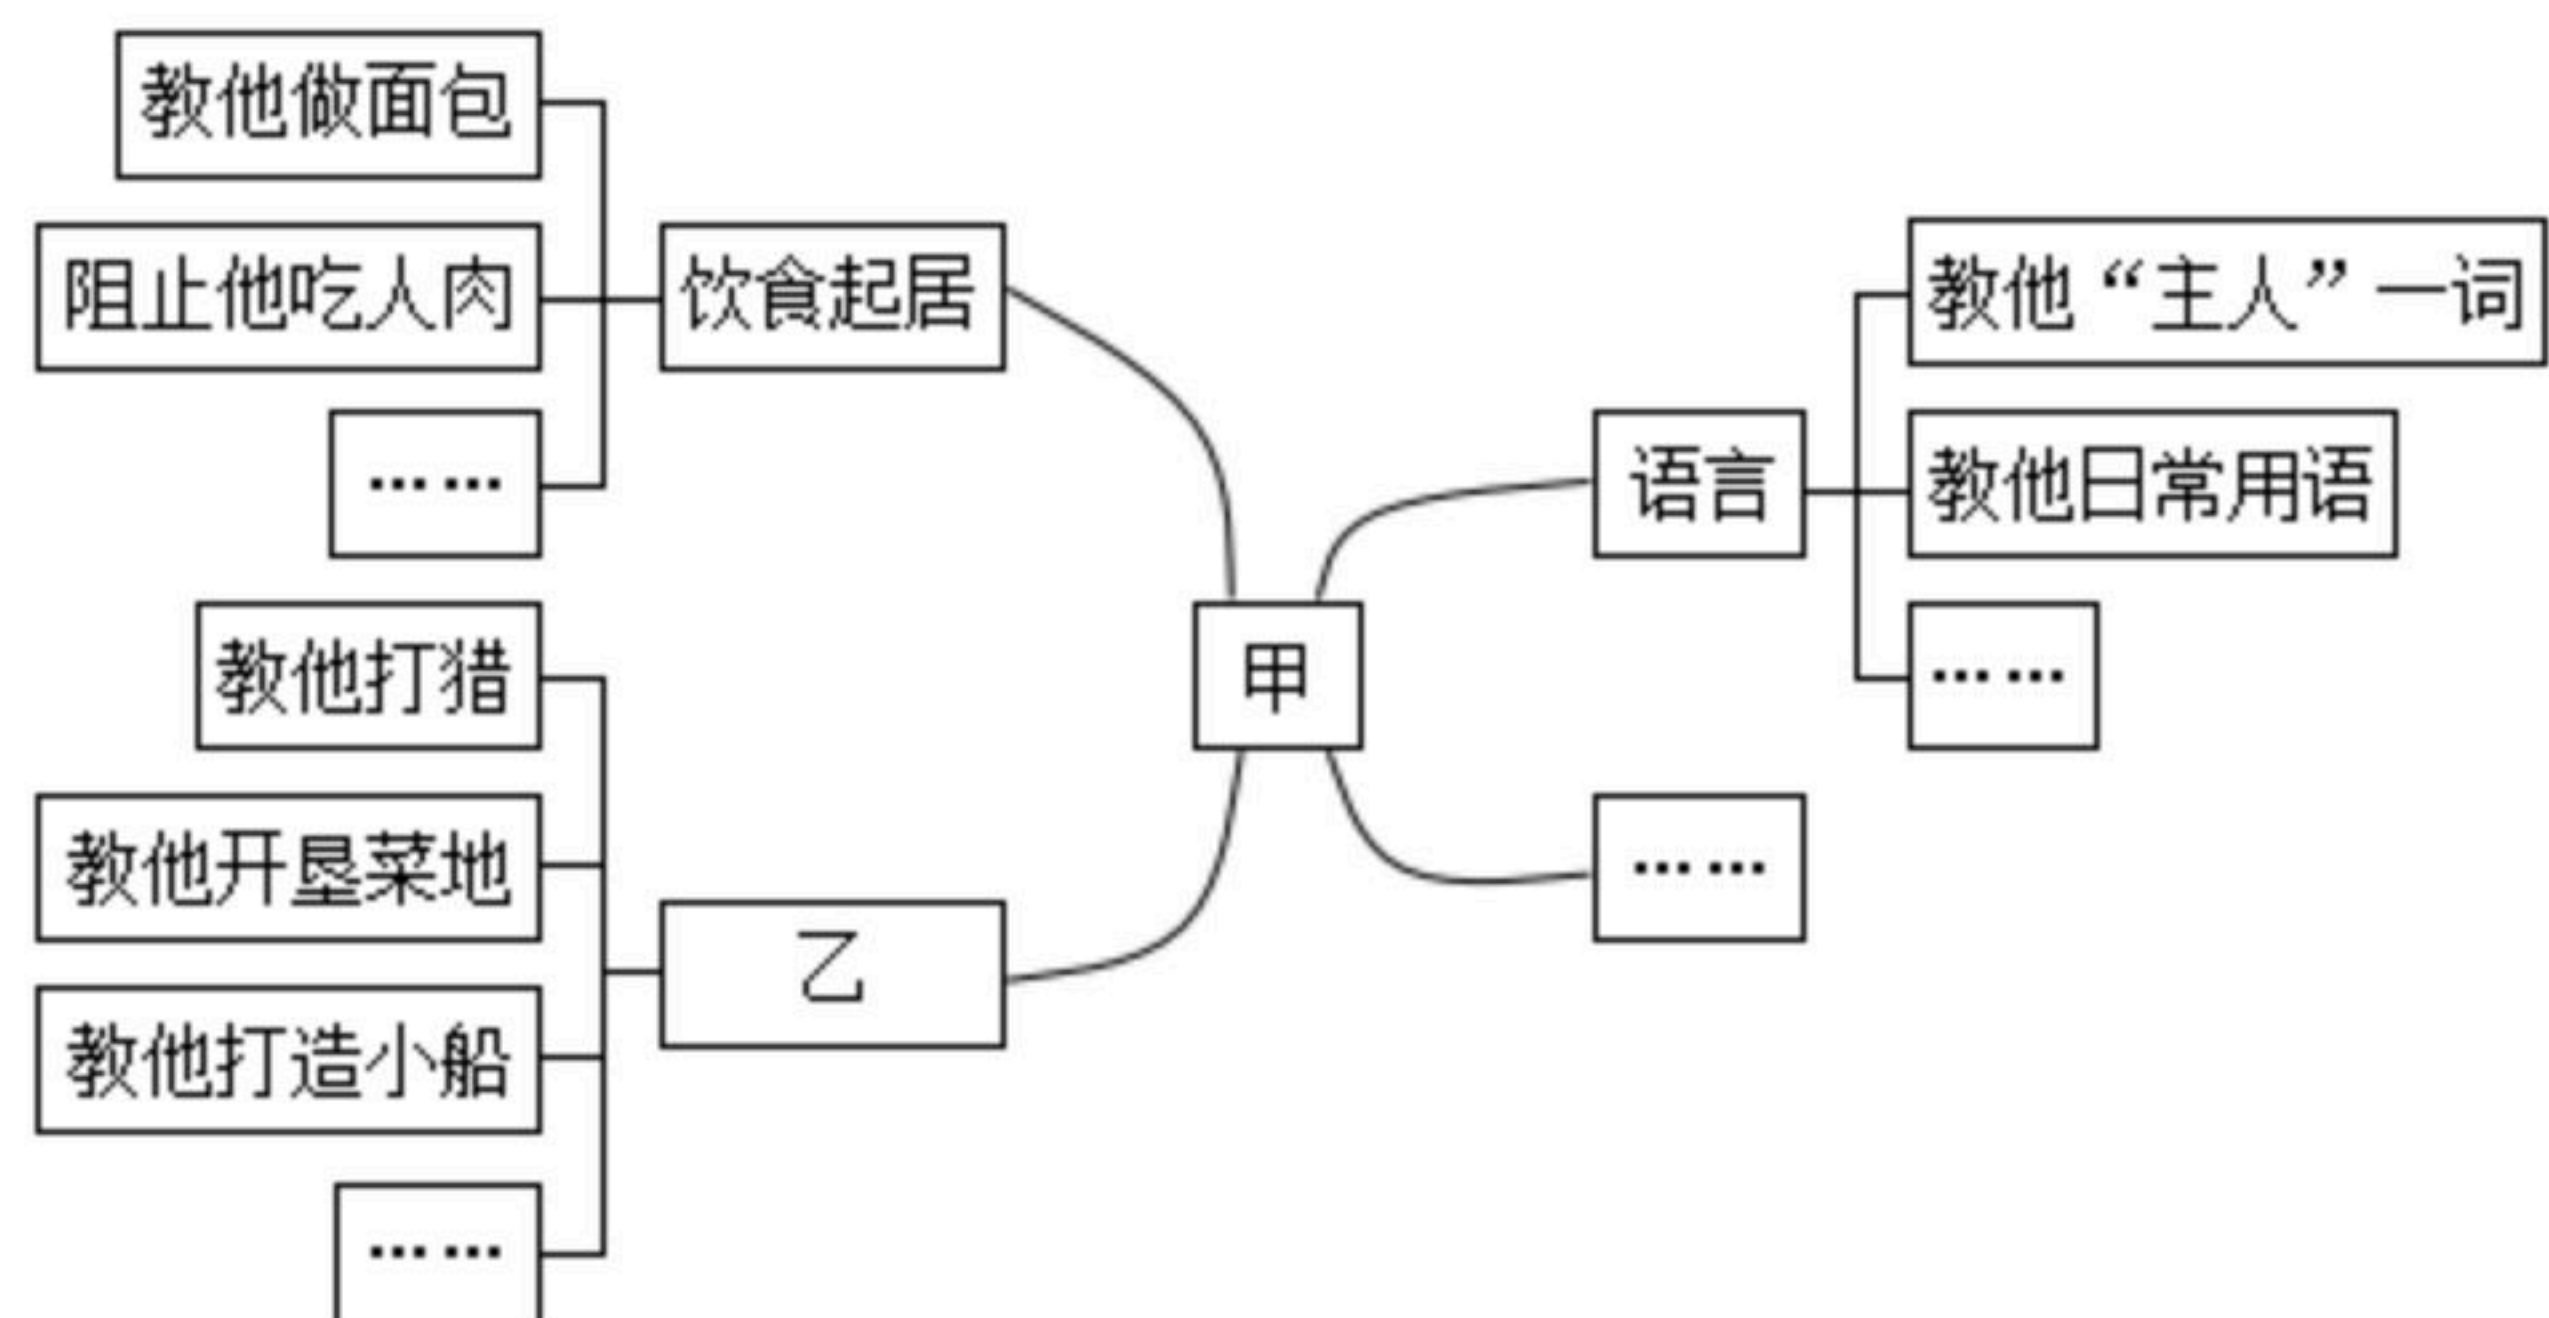 教他做面包
阻止他吃人肉
……
饮食起居
教他打猎
教他开垦菜地
教他打造小船
……
乙
甲
语言
教他“主人”一词
教他日常用语
……
……